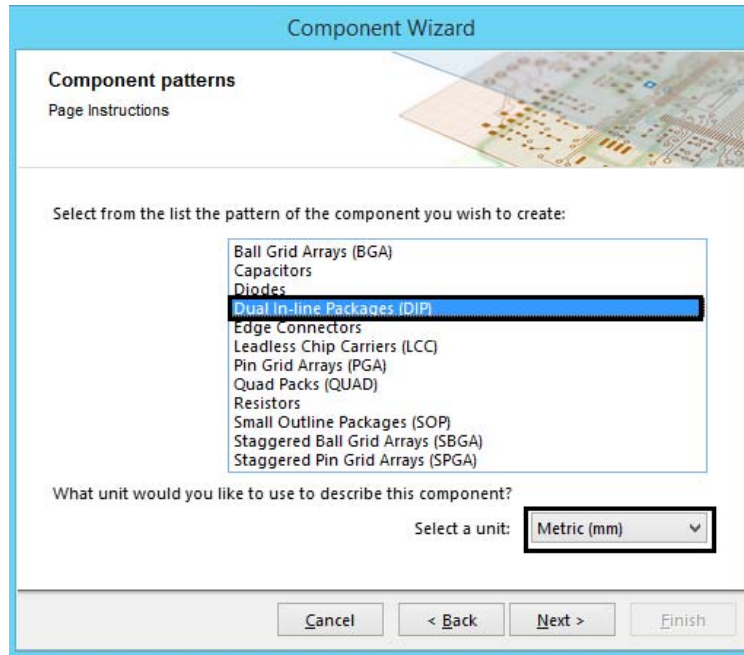 Component Wizard
Component patterns
Page Instructions
Select from the list the pattern of the component you wish to create:
Ball Grid Arrays (BGA)
Capacitors
Diodes
Dual In-line Packages (DIP)
Edge Connectors
Leadless Chip Carriers (LCC)
Pin Grid Arrays (PGA)
Quad Packs (QUAD)
Resistors
Small Outline Packages (SOP)
Staggered Ball Grid Arrays (SBGA)
Staggered Pin Grid Arrays (SPGA)
What unit would you like to use to describe this component?
Select a unit: Metric (mm)
Cancel < Back Next > Finish